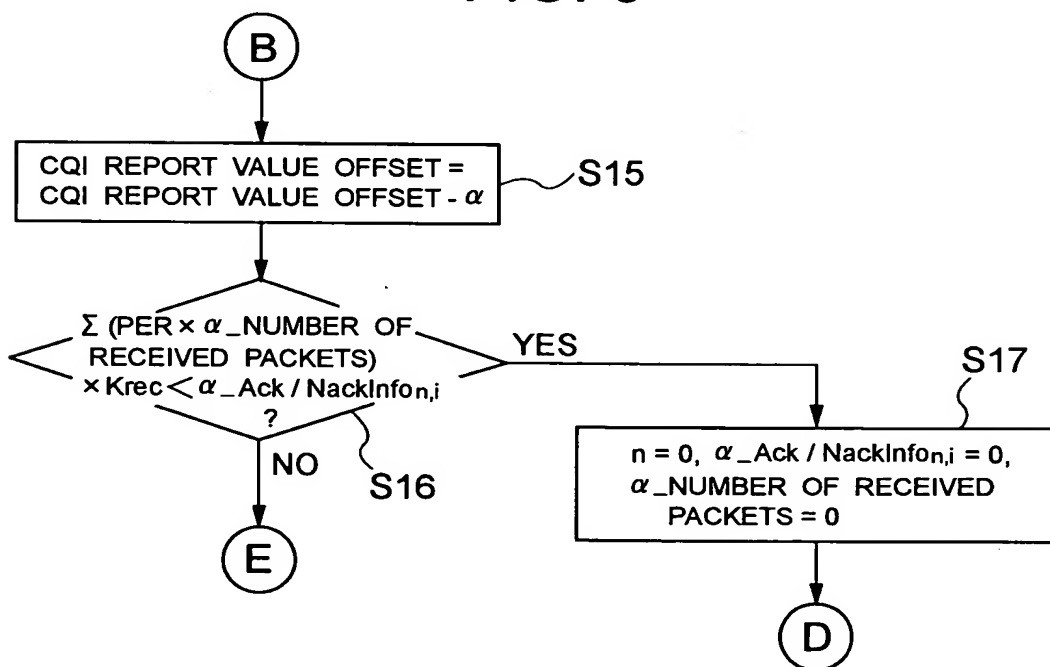 B
CQI REPORT VALUE OFFSET =
CQI REPORT VALUE OFFSET - α
S15
Σ (PER × α_NUMBER OF
RECEIVED PACKETS)
× Krec < α_Ack / NackInfon,i
?
YES
NO
S16
E
S17
n = 0, α_Ack / NackInfon,i = 0,
α_NUMBER OF RECEIVED
PACKETS = 0
D